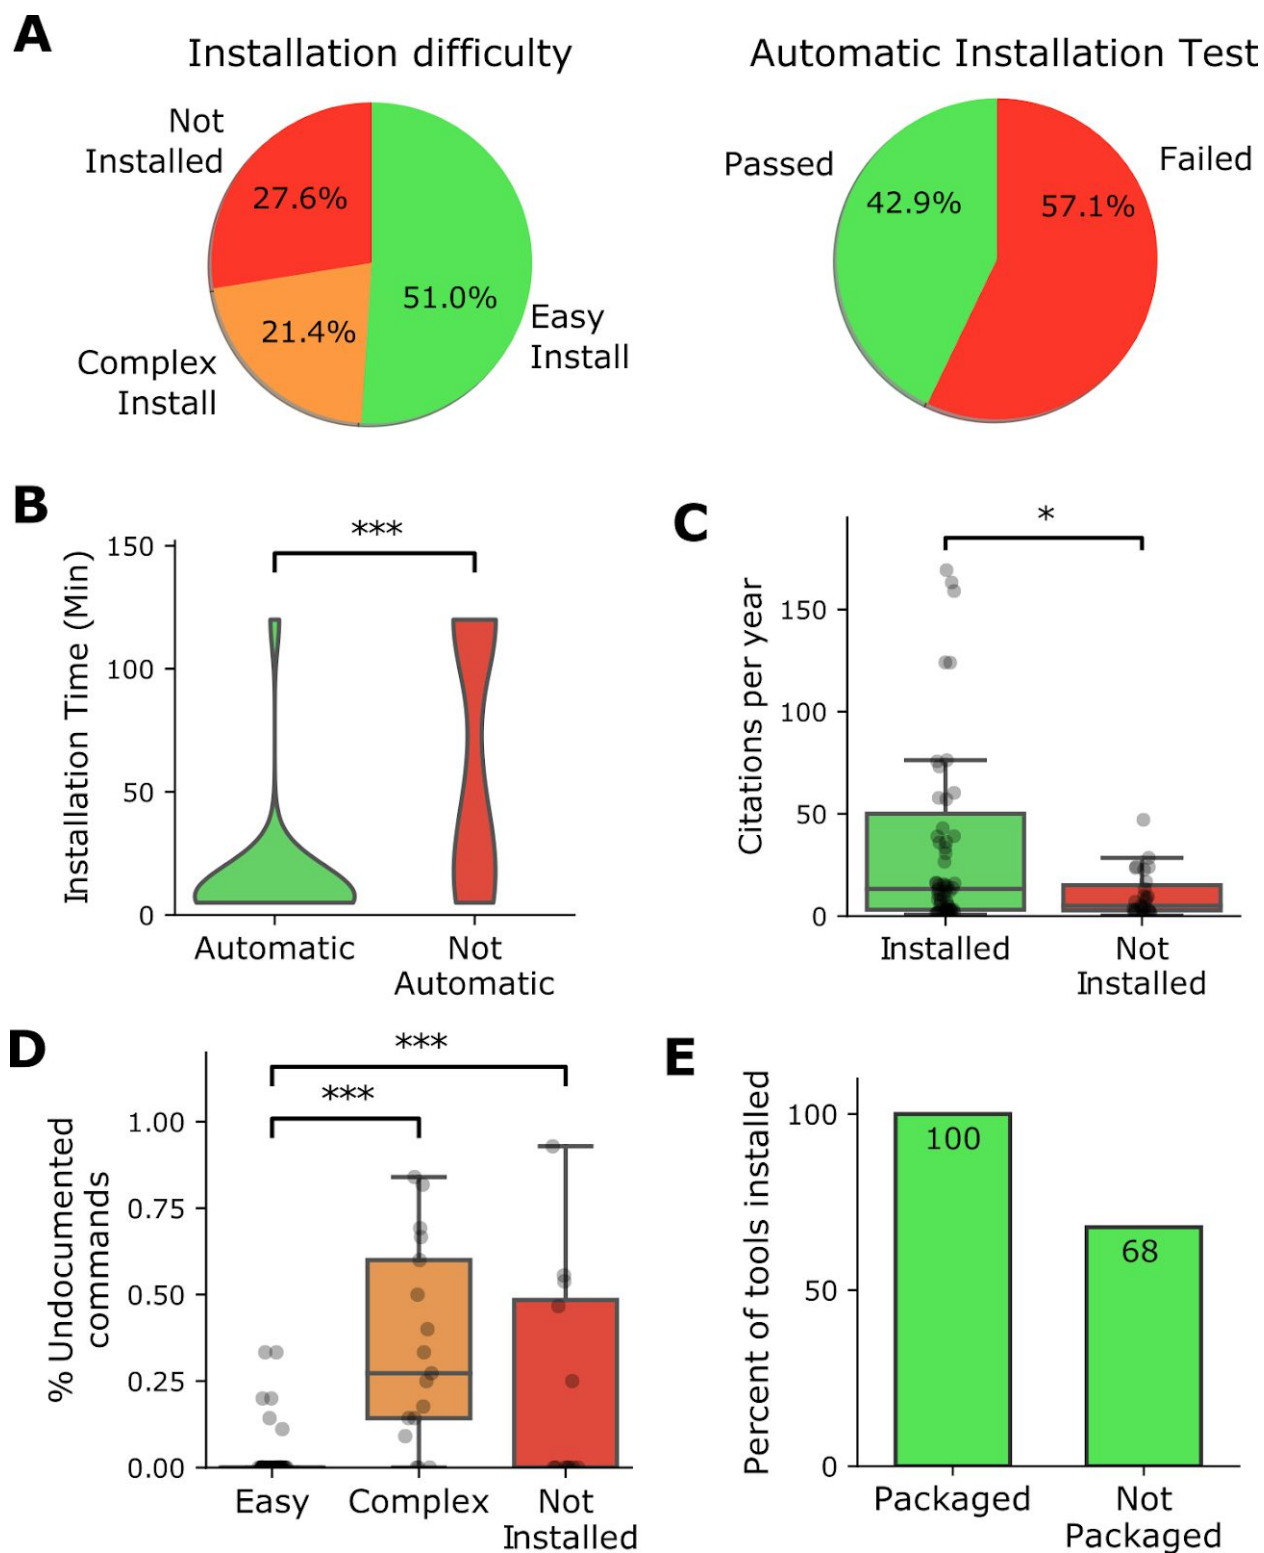 A
Installation difficulty
Automatic Installation Test
Not
Installed
27.6%
51.0%
Easy
Install
21.4%
Complex
Install
Passed
42.9%
57.1%
Failed
B
***
Installation Time (Min)
150
100
50
0
Automatic
Not
Automatic
C
*
Citations per year
150
100
50
0
Installed
Not
Installed
D
***
***
% Undocumented
commands
1.00
0.75
0.50
0.25
0.00
Easy
Complex
Not
Installed
E
Percent of tools installed
100
50
0
100
68
Packaged
Not
Packaged